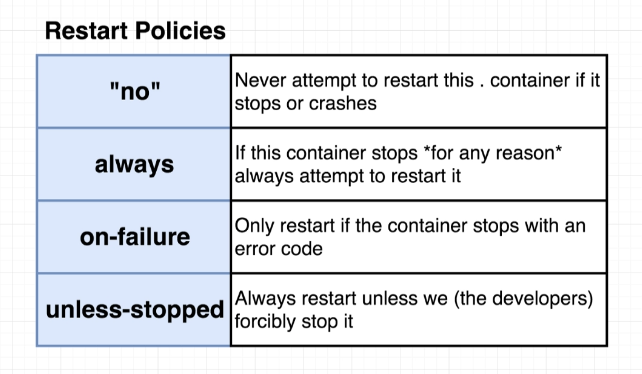 Restart Policies
"no"
Never attempt to restart this . container if it
stops or crashes
always
If this container stops *for any reason*
always attempt to restart it
on-failure
Only restart if the container stops with an
error code
unless-stopped
Always restart unless we (the developers)
forcibly stop it